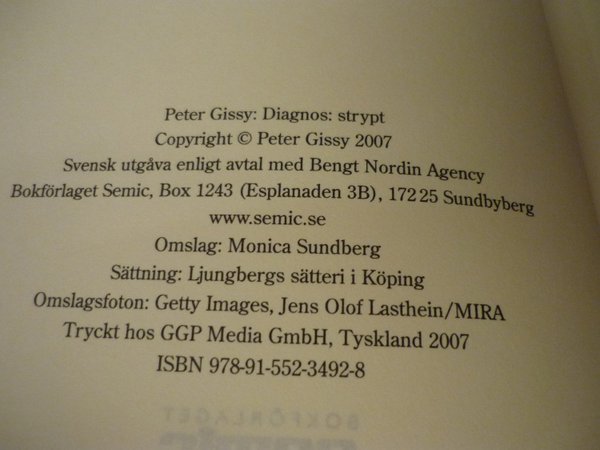 Peter Gissy: Diagnos: strypt
Copyright © Peter Gissy 2007
Svensk utgåva enligt avtal med Bengt Nordin Agency
Bokförlaget Semic, Box 1243 (Esplanaden 3B), 172 25 Sundbyberg
www.semic.se
Omslag: Monica Sundberg
Sättning: Ljungbergs sätteri i Köping
Omslagsfoton: Getty Images, Jens Olof Lasthein/MIRA
Tryckt hos GGP Media GmbH, Tyskland 2007
ISBN 978-91-552-3492-8
BOKFÖRLAGET